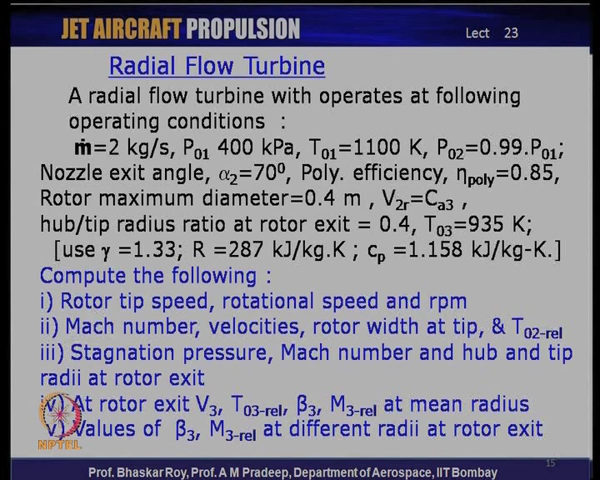 JET AIRCRAFT PROPULSION
Lect 23
Radial Flow Turbine
A radial flow turbine with operates at following
operating conditions :
ṁ=2 kg/s, P01 400 kPa, T01=1100 K, P02=0.99.P01;
Nozzle exit angle, α2=70⁰, Poly. efficiency, ηpoly=0.85,
Rotor maximum diameter=0.4 m , V2r=Ca3 ,
hub/tip radius ratio at rotor exit = 0.4, T03=935 K;
[use γ =1.33; R =287 kJ/kg.K ; cp =1.158 kJ/kg-K.]
Compute the following :
i) Rotor tip speed, rotational speed and rpm
ii) Mach number, velocities, rotor width at tip, & T02-rel
iii) Stagnation pressure, Mach number and hub and tip
radii at rotor exit
iv) At rotor exit V3, T03-rel, β3, M3-rel at mean radius
v) Values of β3, M3-rel at different radii at rotor exit
NPTEL
Prof. Bhaskar Roy, Prof. A M Pradeep, Department of Aerospace, IIT Bombay
15